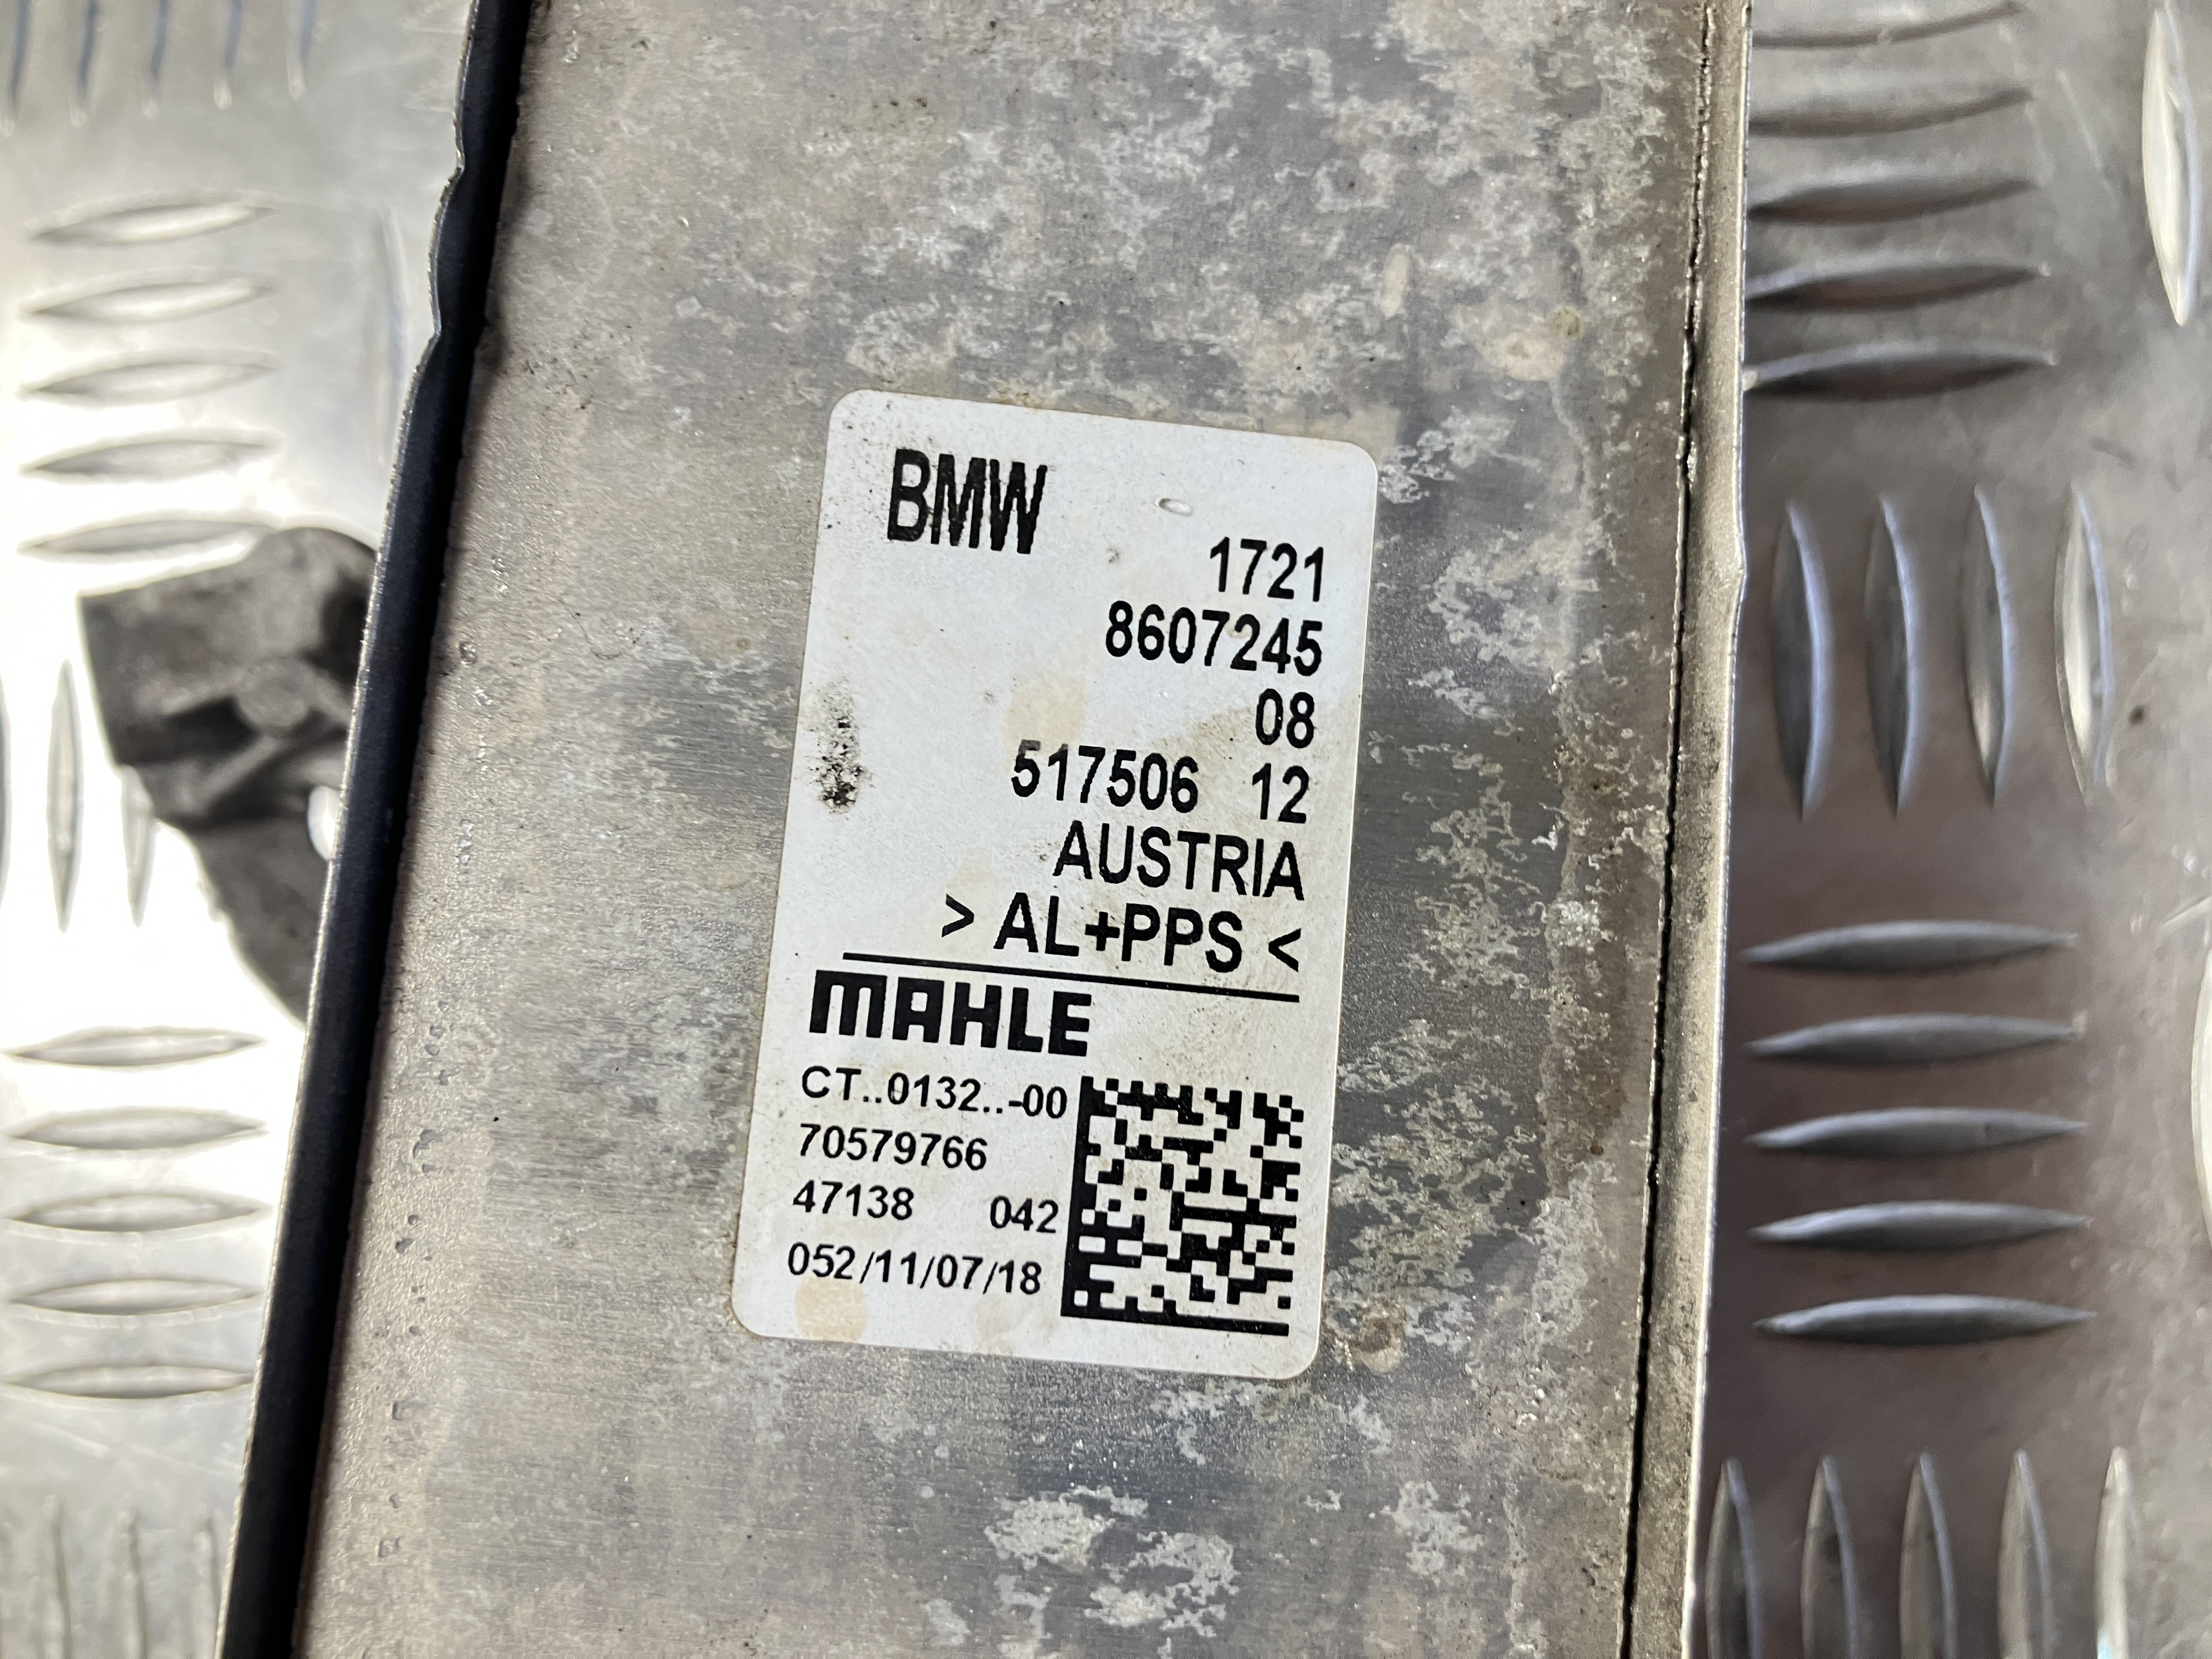 BMW
1721
8607245
08
517506 12
AUSTRIA
> AL+PPS <
MAHLE
CT..0132..-00
70579766
47138 042
052/11/07/18